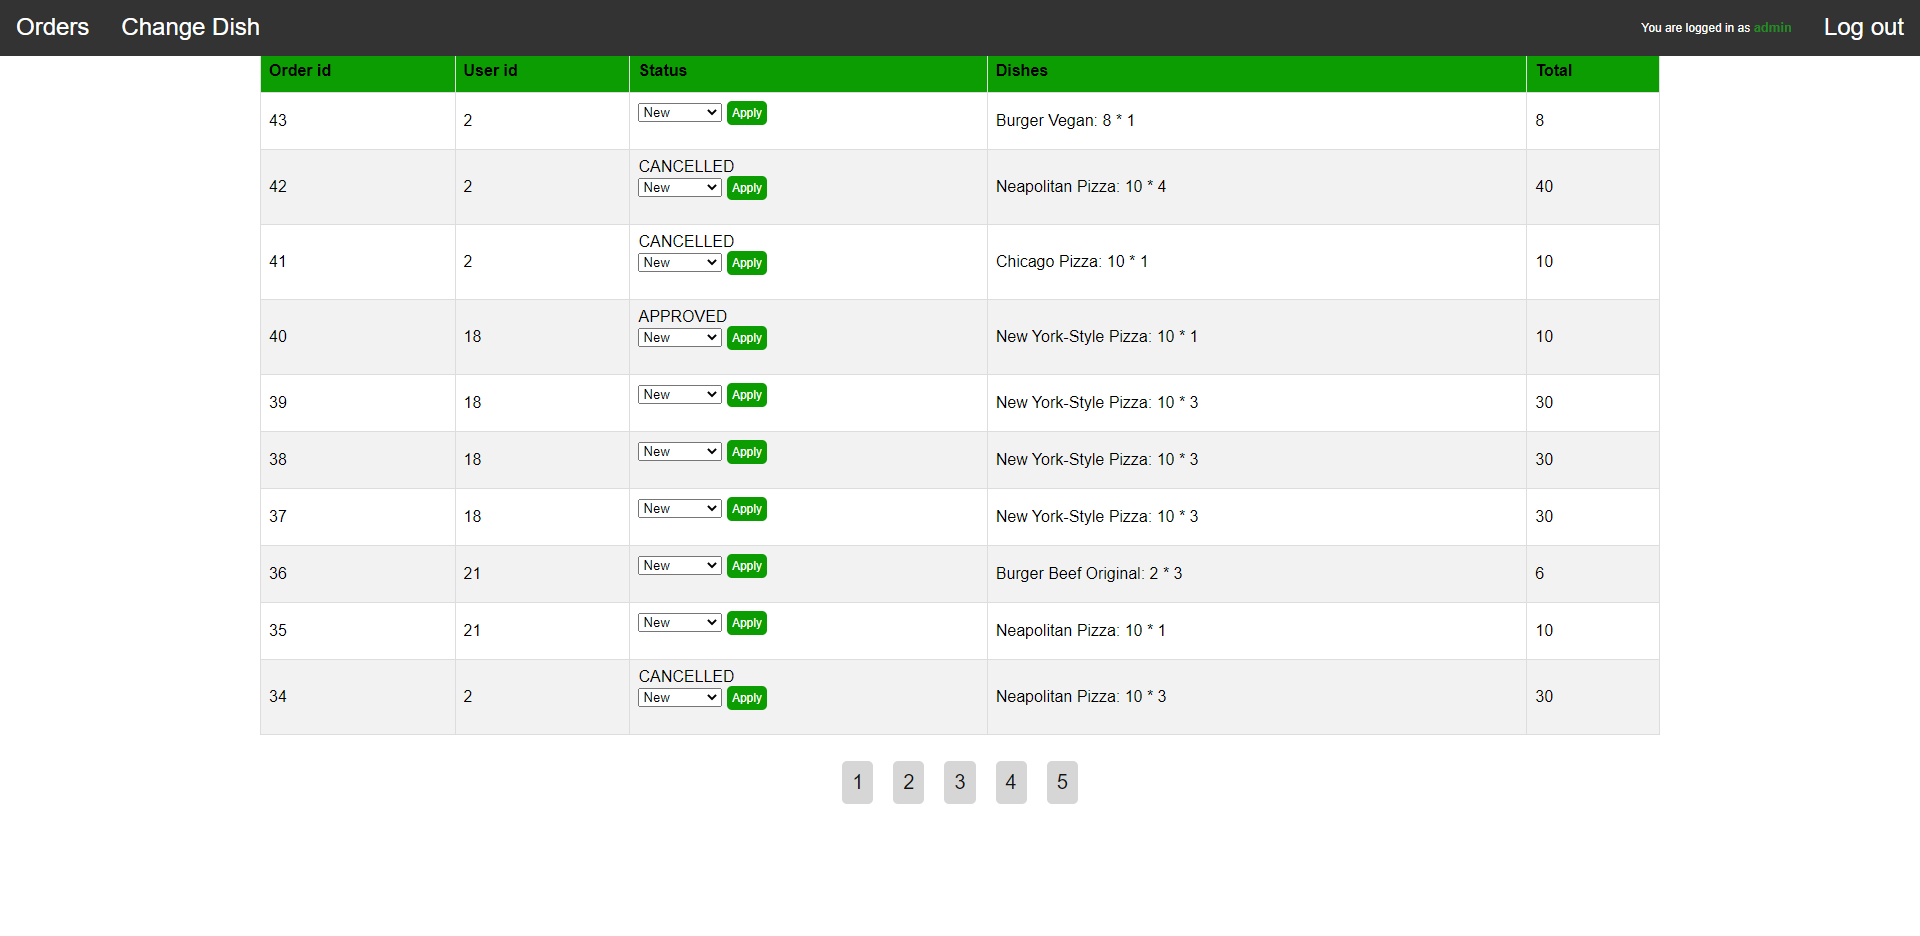 Orders Change Dish You are logged in as admin Log out
Order id User id Status Dishes Total
43 2 New Apply Burger Vegan: 8 * 1 8
CANCELLED
42 2 New Apply Neapolitan Pizza: 10 * 4 40
CANCELLED
41 2 New Apply Chicago Pizza: 10 * 1 10
APPROVED
40 18 New Apply New York-Style Pizza: 10 * 1 10
39 18 New Apply New York-Style Pizza: 10 * 3 30
38 18 New Apply New York-Style Pizza: 10 * 3 30
37 18 New Apply New York-Style Pizza: 10 * 3 30
36 21 New Apply Burger Beef Original: 2 * 3 6
35 21 New Apply Neapolitan Pizza: 10 * 1 10
CANCELLED
34 2 New Apply Neapolitan Pizza: 10 * 3 30
1 2 3 4 5